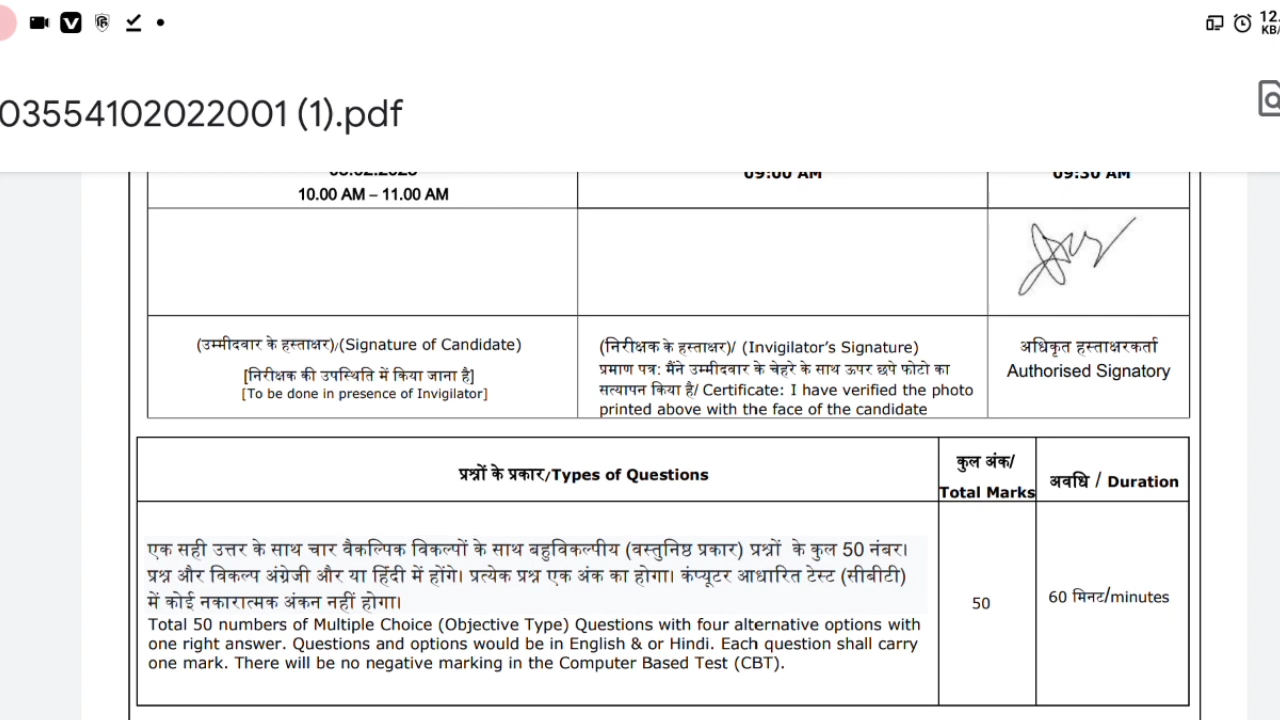 12.
KB/
03554102022001 (1).pdf
10.00 AM – 11.00 AM
09:00 AM
09:30 AM
(उम्मीदवार के हस्ताक्षर)/(Signature of Candidate)
[निरीक्षक की उपस्थिति में किया जाना है]
[To be done in presence of Invigilator]
(निरीक्षक के हस्ताक्षर)/ (Invigilator's Signature)
प्रमाण पत्र: मैंने उम्मीदवार के चेहरे के साथ ऊपर छपे फोटो का
सत्यापन किया है/ Certificate: I have verified the photo
printed above with the face of the candidate
अधिकृत हस्ताक्षरकर्ता
Authorised Signatory
प्रश्नों के प्रकार/Types of Questions
कुल अंक/
Total Marks
अवधि / Duration
एक सही उत्तर के साथ चार वैकल्पिक विकल्पों के साथ बहुविकल्पीय (वस्तुनिष्ठ प्रकार) प्रश्नों के कुल 50 नंबर।
प्रश्न और विकल्प अंग्रेजी और या हिंदी में होंगे। प्रत्येक प्रश्न एक अंक का होगा। कंप्यूटर आधारित टेस्ट (सीबीटी)
में कोई नकारात्मक अंकन नहीं होगा।
Total 50 numbers of Multiple Choice (Objective Type) Questions with four alternative options with
one right answer. Questions and options would be in English & or Hindi. Each question shall carry
one mark. There will be no negative marking in the Computer Based Test (CBT).
50
60 मिनट/minutes